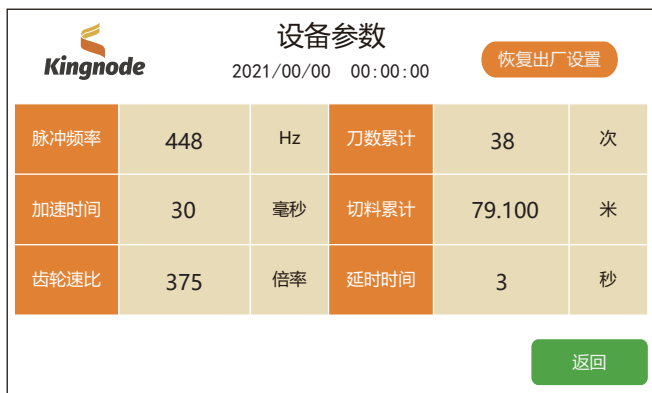 Kingnode
设备参数
2021/00/00 00:00:00
恢复出厂设置
脉冲频率 448 Hz 刀数累计 38 次
加速时间 30 毫秒 切料累计 79.100 米
齿轮速比 375 倍率 延时时间 3 秒
返回